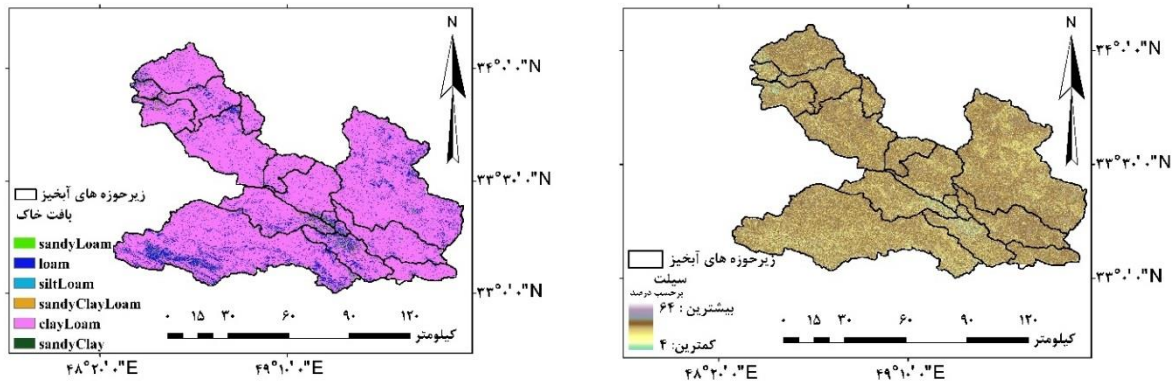 N
۳۴°۰'۰"N
۳۳°۳۰'۰"N
۳۳°۰'۰"N
زیرحوزه های آبخیز
بافت خاک
sandyLoam
loam
siltLoam
sandyClayLoam
clayLoam
sandyClay
۰ ۱۵ ۳۰ ۶۰ ۹۰ ۱۲۰
کیلومتر
۴۸°۲۰'۰"E
۴۹°۱۰'۰"E
N
۳۴°۰'۰"N
۳۳°۳۰'۰"N
۳۳°۰'۰"N
زیرحوزه های آبخیز
سیلت
برحسب درصد
بیشترین : ۶۴
کمترین: ۴
۰ ۱۵ ۳۰ ۶۰ ۹۰ ۱۲۰
کیلومتر
۴۸°۲۰'۰"E
۴۹°۱۰'۰"E